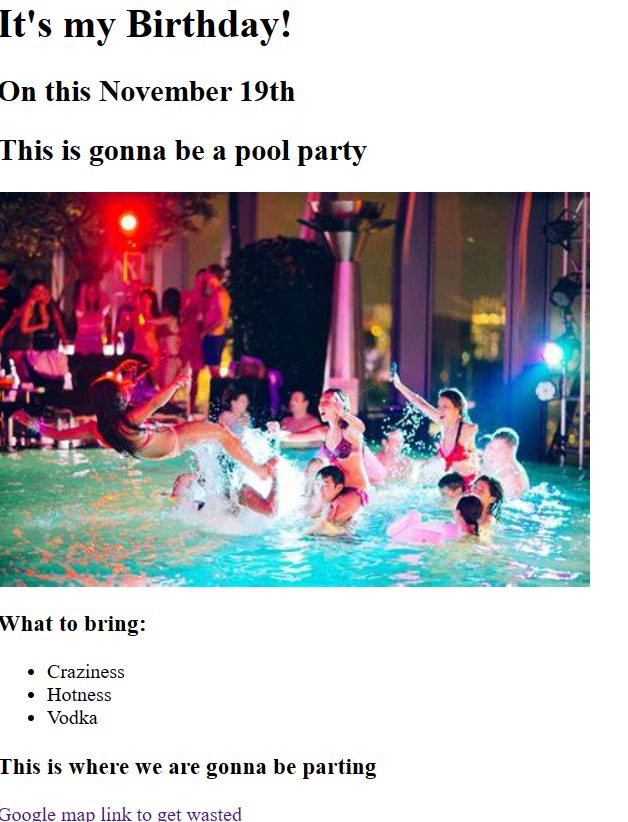 It's my Birthday!
On this November 19th
This is gonna be a pool party
What to bring:
Craziness
Hotness
Vodka
This is where we are gonna be parting
Google map link to get wasted